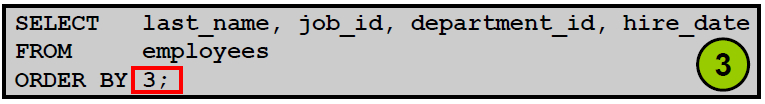 SELECT last_name, job_id, department_id, hire_date
FROM employees
ORDER BY 3;
3